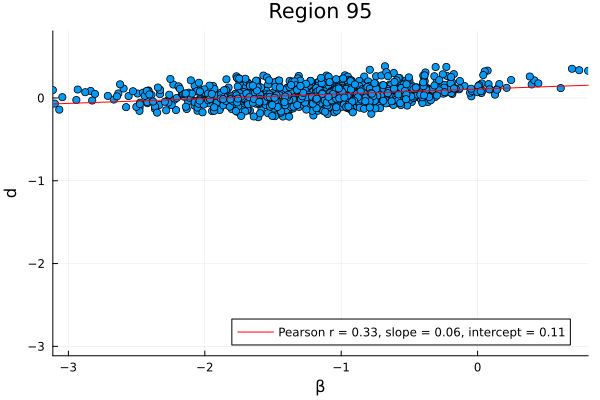 Region 95
d
0
−1
−2
−3
Pearson r = 0.33, slope = 0.06, intercept = 0.11
−3
−2
−1
0
β